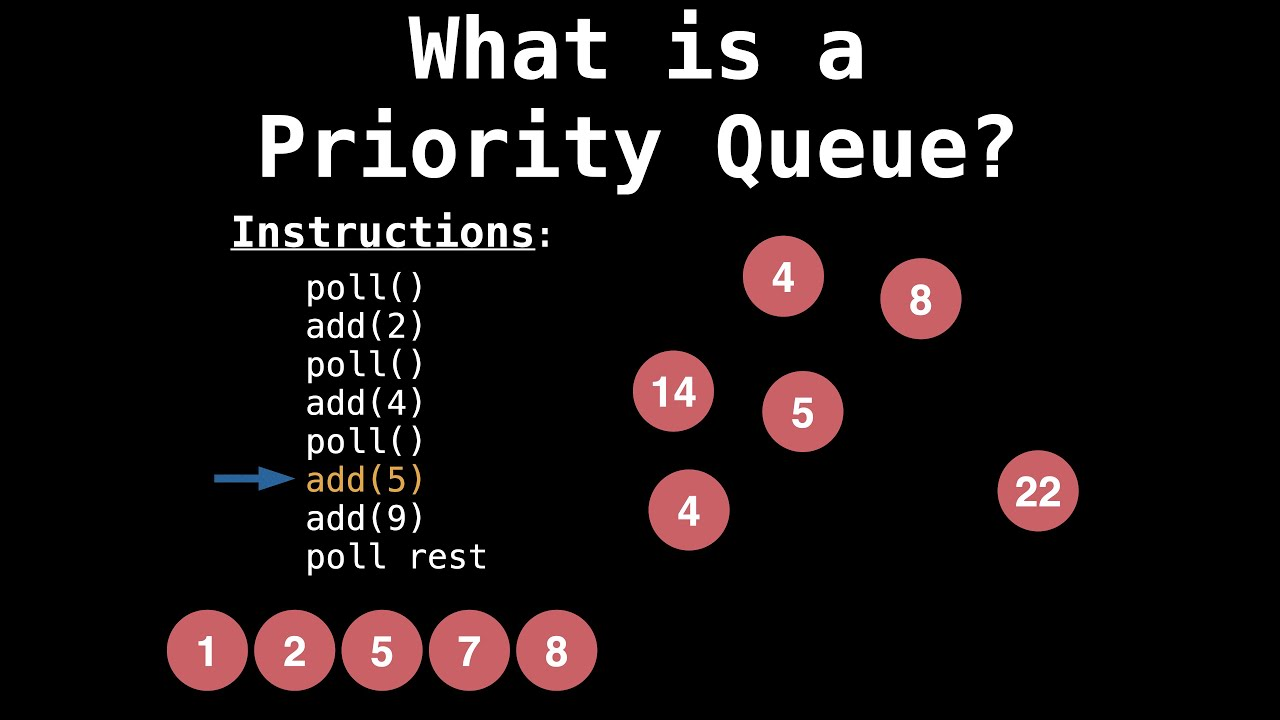 What is a
Priority Queue?
Instructions:
poll()
add(2)
poll()
add(4)
poll()
add(5)
add(9)
poll rest
4
8
14
5
4
22
1 2 5 7 8